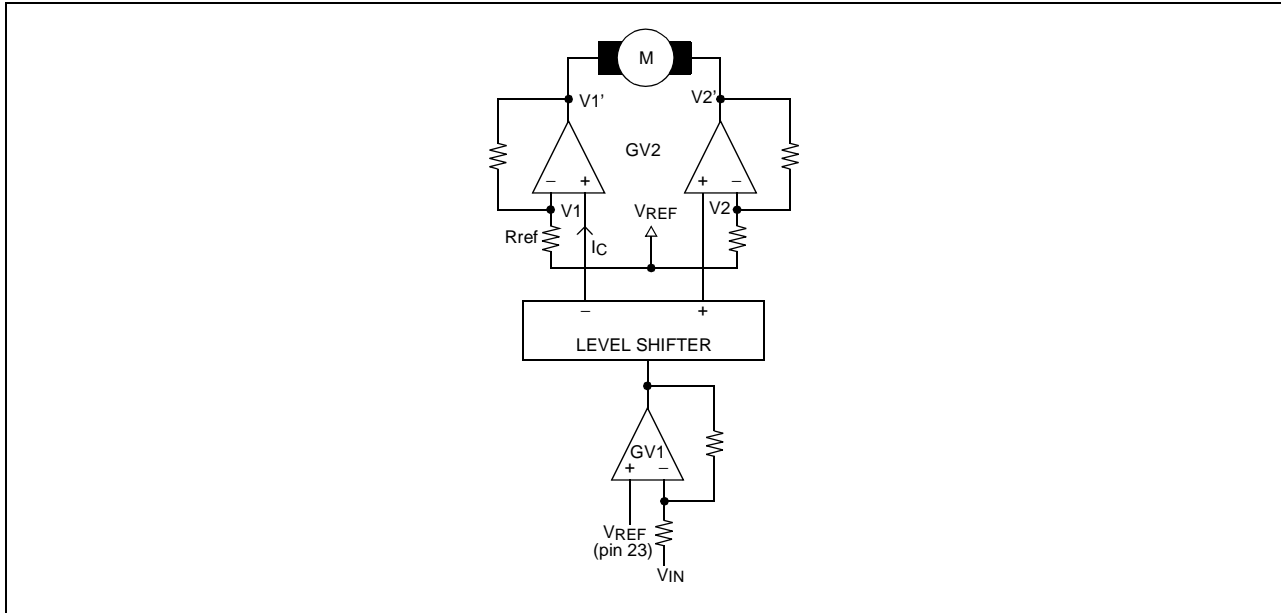 M
V1' V2'
GV2
− + + −
V1 VREF V2
Rref IC
− +
LEVEL SHIFTER
GV1
+ −
VREF
(pin 23)
VIN